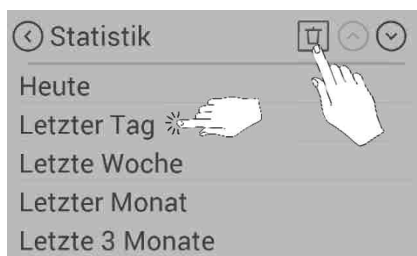 Statistik
Heute
Letzter Tag
Letzte Woche
Letzter Monat
Letzte 3 Monate